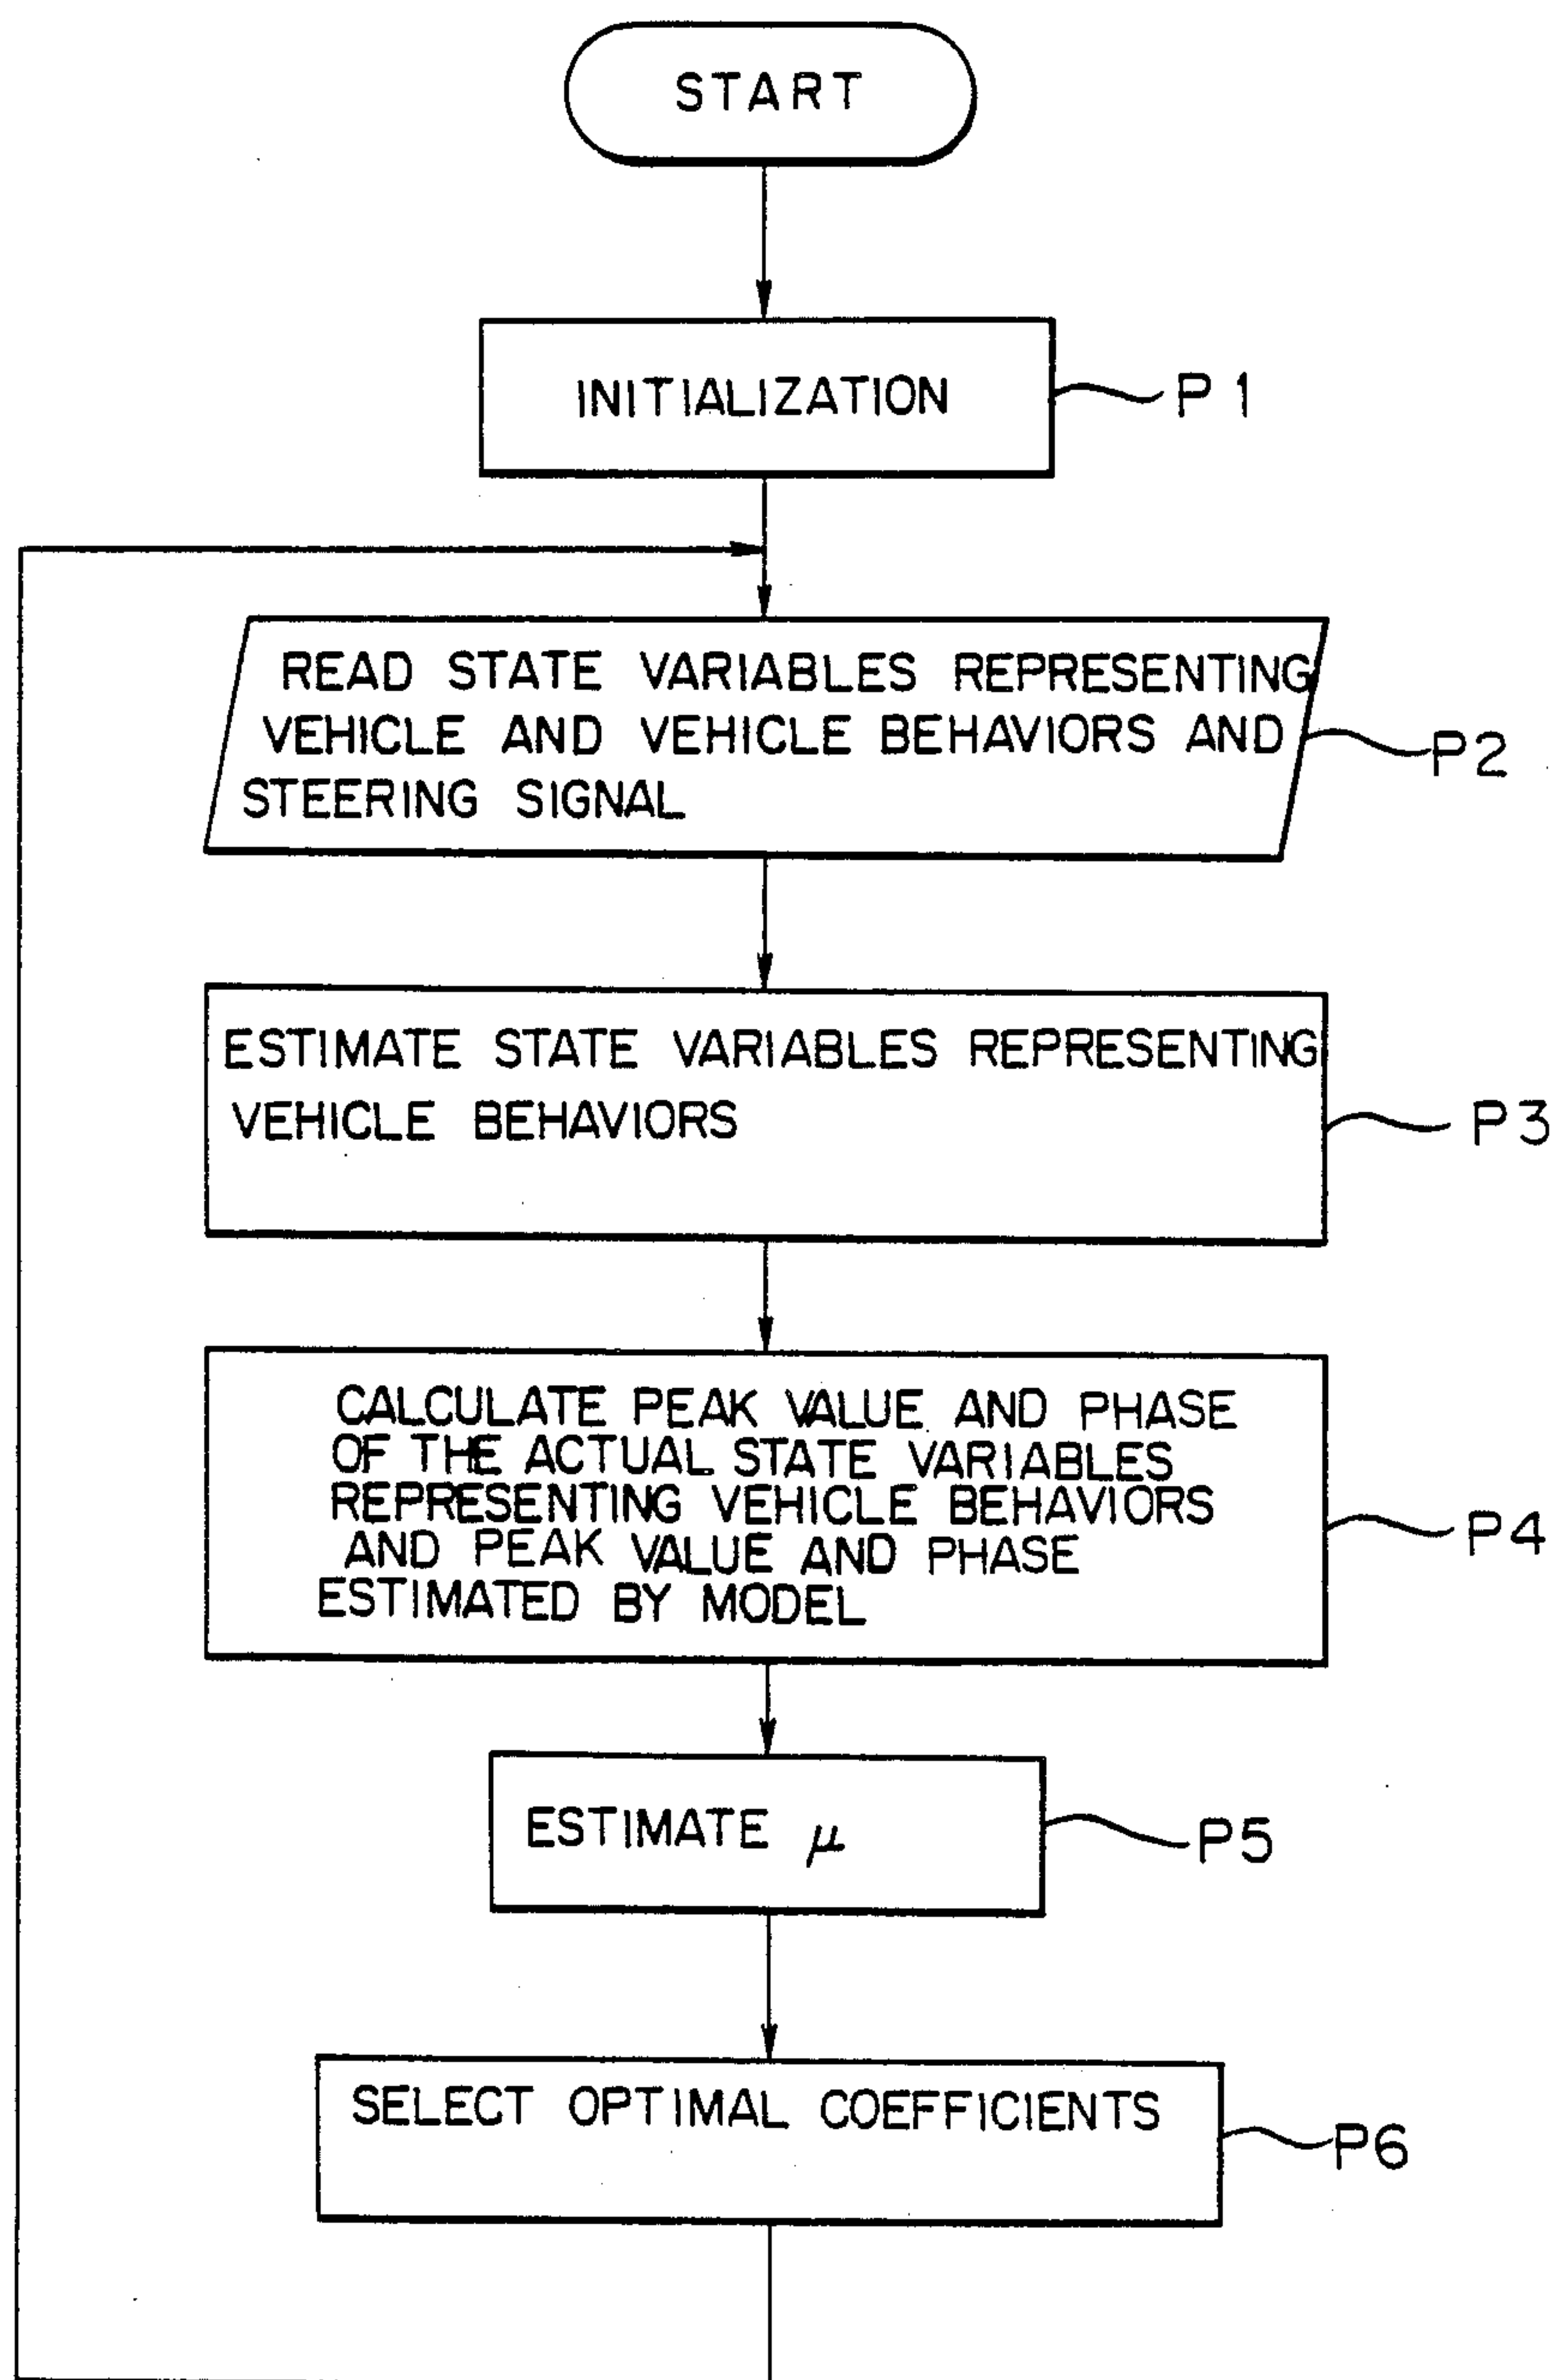 START
INITIALIZATION
P1
READ STATE VARIABLES REPRESENTING
VEHICLE AND VEHICLE BEHAVIORS AND
STEERING SIGNAL
P2
ESTIMATE STATE VARIABLES REPRESENTING
VEHICLE BEHAVIORS
P3
CALCULATE PEAK VALUE AND PHASE
OF THE ACTUAL STATE VARIABLES
REPRESENTING VEHICLE BEHAVIORS
AND PEAK VALUE AND PHASE
ESTIMATED BY MODEL
P4
ESTIMATE μ
P5
SELECT OPTIMAL COEFFICIENTS
P6